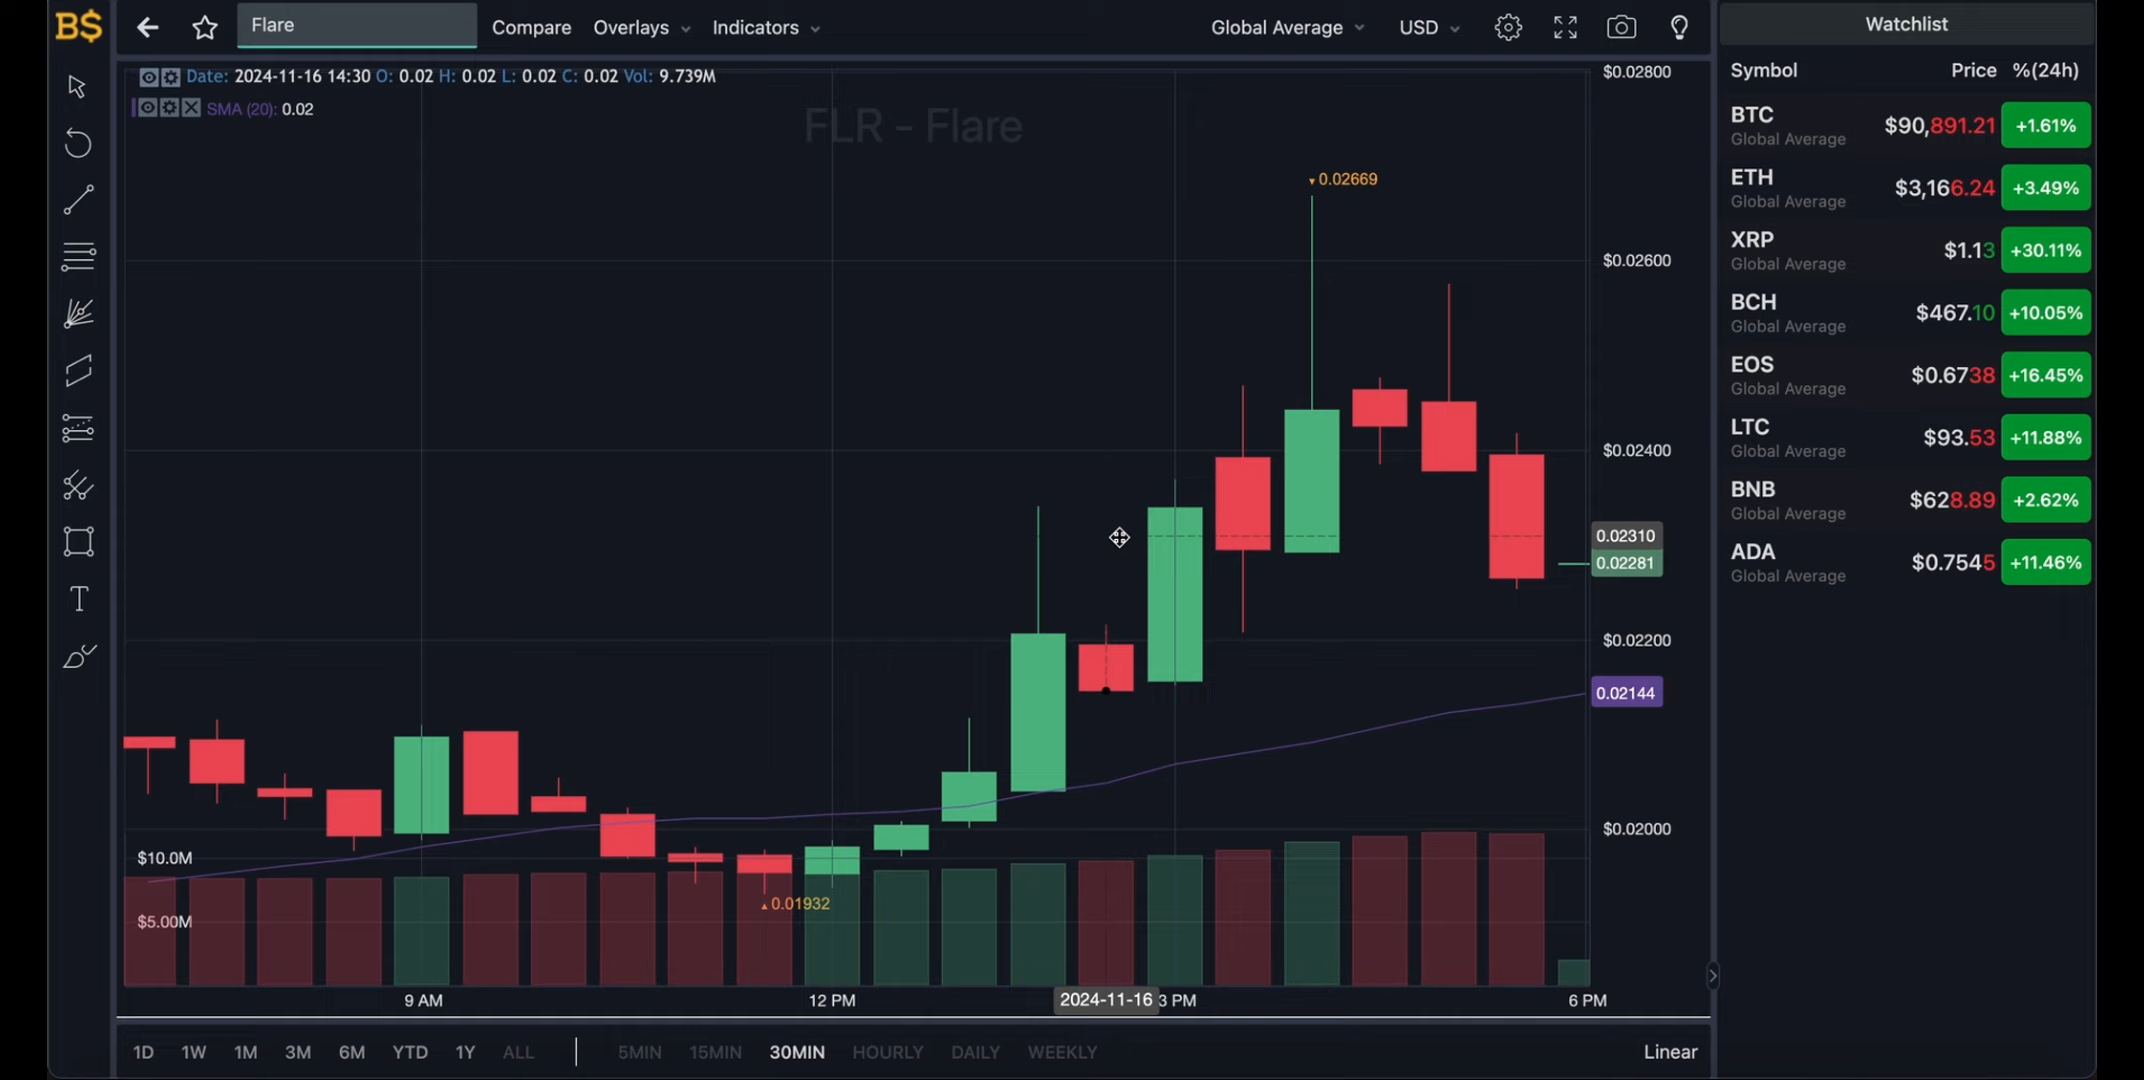 B$
Flare
Compare
Overlays
Indicators
Global Average
USD
Date: 2024-11-16 14:30 O: 0.02 H: 0.02 L: 0.02 C: 0.02 Vol: 9.739M
SMA (20): 0.02
FLR - Flare
0.02669
0.01932
$0.02800
$0.02600
$0.02400
0.02310
0.02281
$0.02200
0.02144
$0.02000
$10.0M
$5.00M
9 AM
12 PM
2024-11-16
3 PM
6 PM
1D 1W 1M 3M 6M YTD 1Y ALL 5MIN 15MIN 30MIN HOURLY DAILY WEEKLY Linear
Watchlist
Symbol Price %(24h)
BTC $90,891.21 +1.61%
Global Average
ETH $3,166.24 +3.49%
Global Average
XRP $1.13 +30.11%
Global Average
BCH $467.10 +10.05%
Global Average
EOS $0.6738 +16.45%
Global Average
LTC $93.53 +11.88%
Global Average
BNB $628.89 +2.62%
Global Average
ADA $0.7545 +11.46%
Global Average